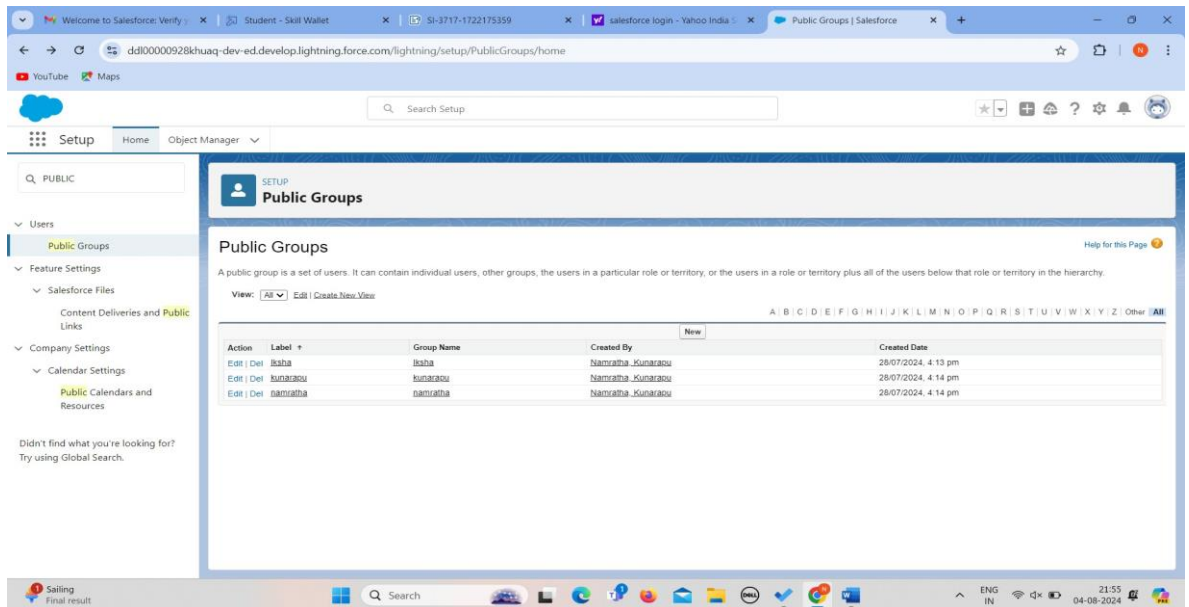 Welcome to Salesforce: Verify y
Student - Skill Wallet
SI-3717-1722175359
salesforce login - Yahoo India S
Public Groups | Salesforce
ddl00000928khuaq-dev-ed.develop.lightning.force.com/lightning/setup/PublicGroups/home
N
YouTube Maps
Search Setup
Setup Home Object Manager
PUBLIC
Users
Public Groups
Feature Settings
Salesforce Files
Content Deliveries and Public
Links
Company Settings
Calendar Settings
Public Calendars and
Resources
Didn't find what you're looking for?
Try using Global Search.
SETUP
Public Groups
Public Groups
Help for this Page
A public group is a set of users. It can contain individual users, other groups, the users in a particular role or territory, or the users in a role or territory plus all of the users below that role or territory in the hierarchy.
View: All Edit | Create New View
A | B | C | D | E | F | G | H | I | J | K | L | M | N | O | P | Q | R | S | T | U | V | W | X | Y | Z | Other All
New
Action Label ↑ Group Name Created By Created Date
Edit | Del Iksha Iksha Namratha, Kunarapu 28/07/2024, 4:13 pm
Edit | Del kunarapu kunarapu Namratha, Kunarapu 28/07/2024, 4:14 pm
Edit | Del namratha namratha Namratha, Kunarapu 28/07/2024, 4:14 pm
1
Sailing
Final result
Search
DELL
ENG
IN
21:55
04-08-2024